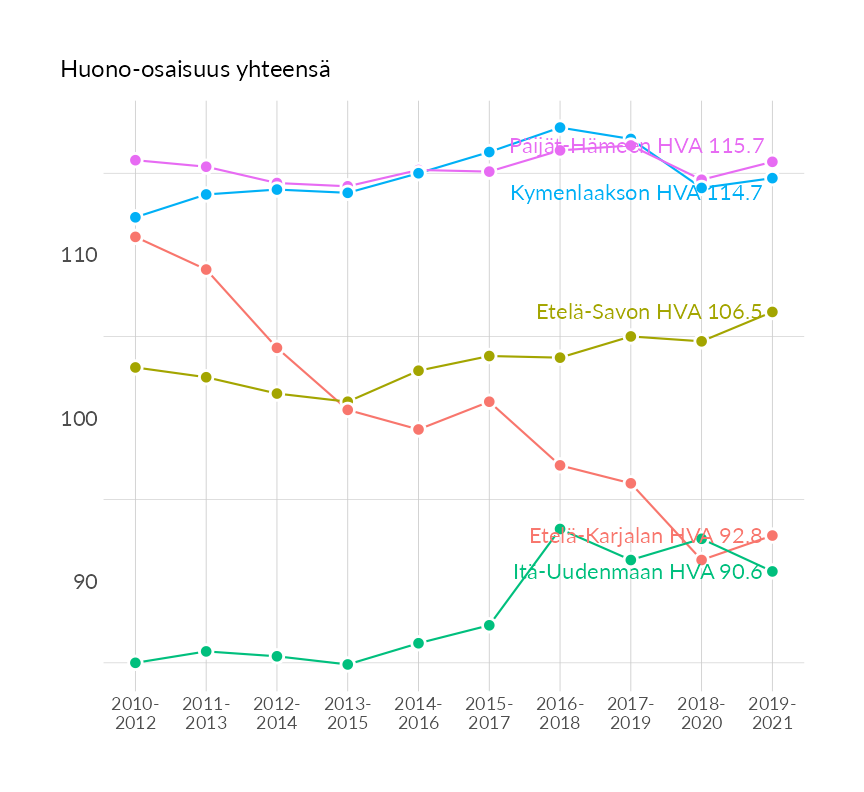 Huono-osaisuus yhteensä
Päijät-Hämeen HVA 115.7
Kymenlaakson HVA 114.7
110
Etelä-Savon HVA 106.5
100
Etelä-Karjalan HVA 92.8
Itä-Uudenmaan HVA 90.6
90
2010- 2011- 2012- 2013- 2014- 2015- 2016- 2017- 2018- 2019-
2012 2013 2014 2015 2016 2017 2018 2019 2020 2021